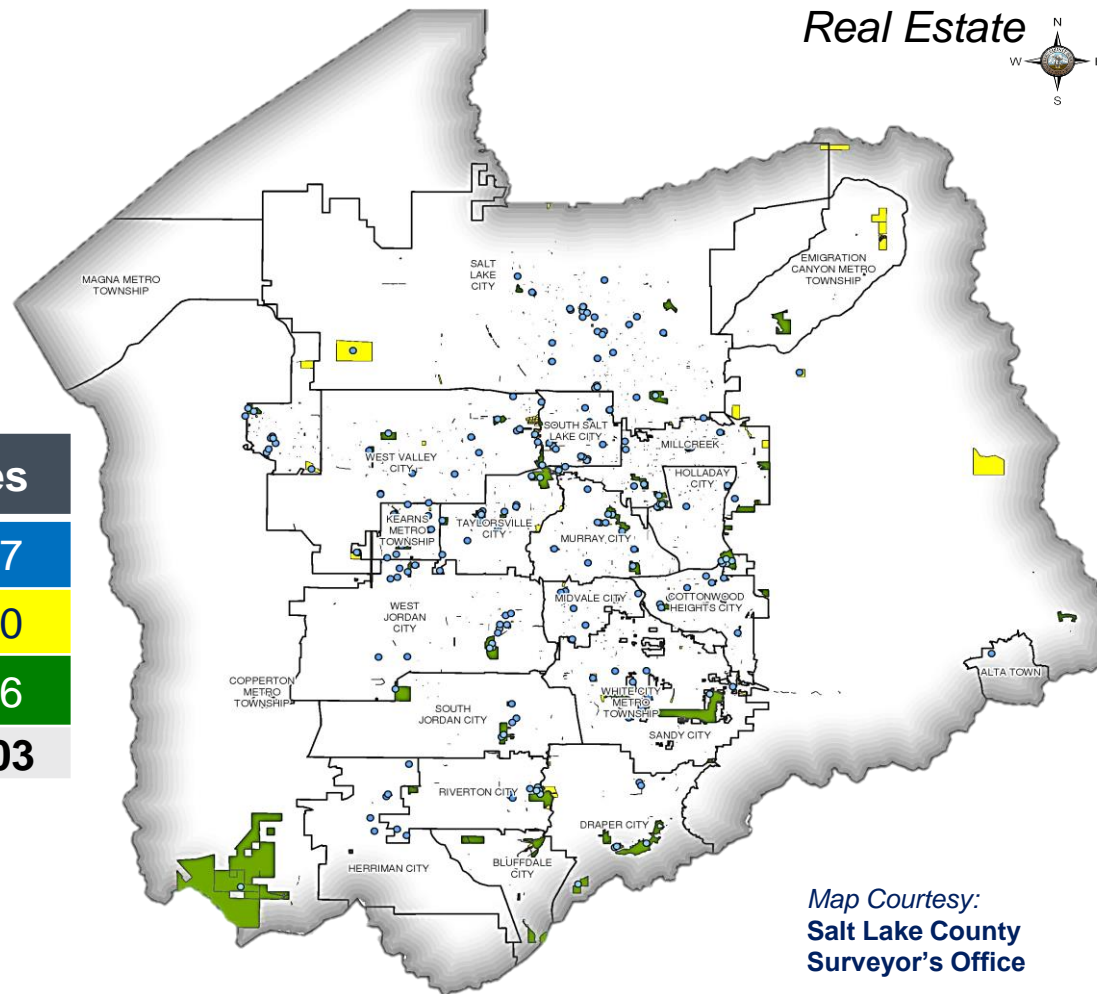 Real Estate
N
W
S
MAGNA METRO
TOWNSHIP
SALT
LAKE
CITY
EMIGRATION
CANYON METRO
TOWNSHIP
SOUTH SALT
LAKE CITY
MILLCREEK
WEST VALLEY
CITY
HOLLADAY
CITY
es
7
0
6
03
KEARNS
METRO
TOWNSHIP
TAYLORSVILLE
CITY
MURRAY CITY
WEST
JORDAN
CITY
MIDVALE CITY
COTTONWOOD
HEIGHTS CITY
ALTA TOWN
COPPERTON
METRO
TOWNSHIP
SOUTH
JORDAN CITY
WHITE CITY
METRO
TOWNSHIP
SANDY CITY
RIVERTON CITY
DRAPER CITY
HERRIMAN CITY
BLUFFDALE
CITY
Map Courtesy:
Salt Lake County
Surveyor's Office